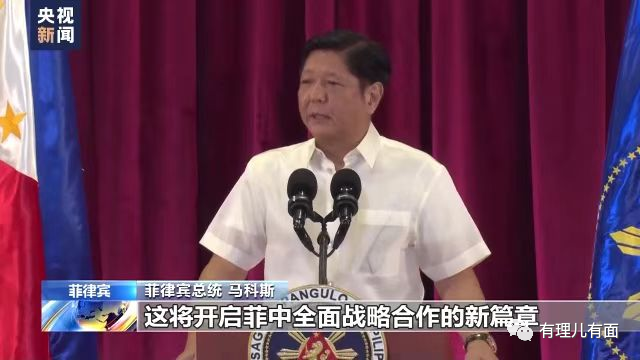 央视
新闻
菲律宾
菲律宾总统 马科斯
这将开启菲中全面战略合作的新篇章
有理儿有面